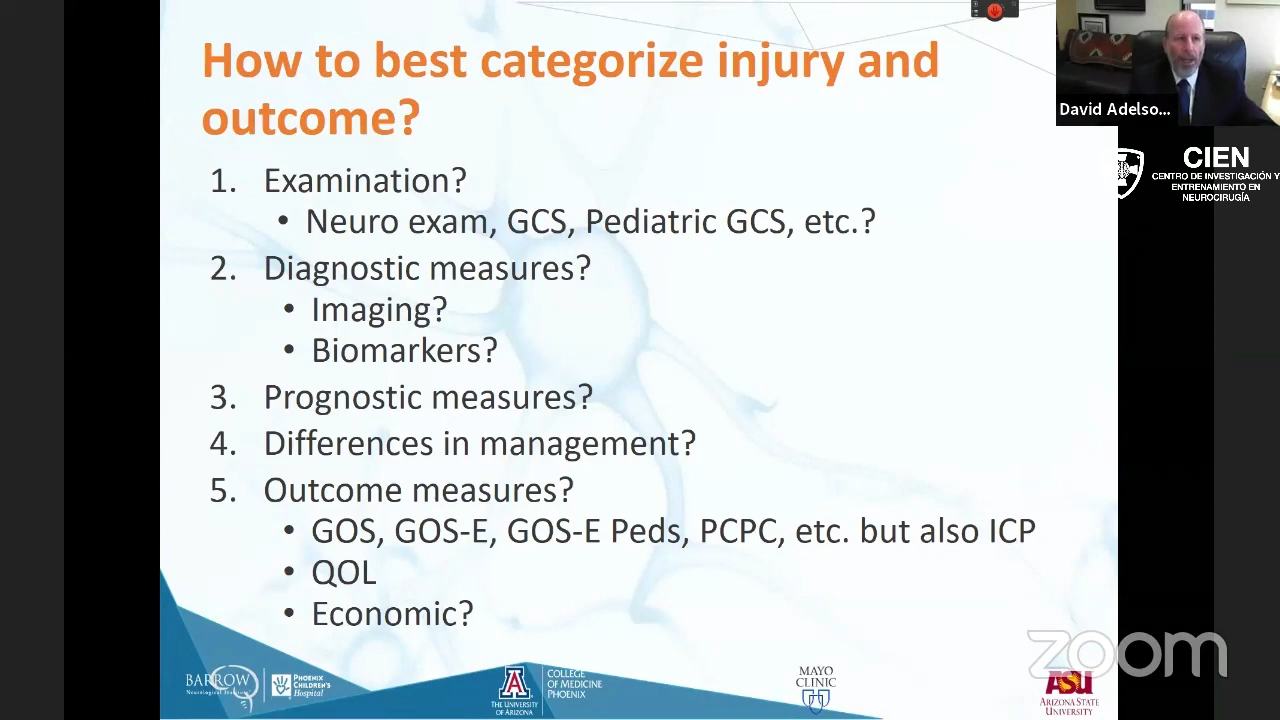 How to best categorize injury and
outcome?
1. Examination?
• Neuro exam, GCS, Pediatric GCS, etc.?
2. Diagnostic measures?
• Imaging?
• Biomarkers?
3. Prognostic measures?
4. Differences in management?
5. Outcome measures?
• GOS, GOS-E, GOS-E Peds, PCPC, etc. but also ICP
• QOL
• Economic?
David Adelso...
CIEN
CENTRO DE INVESTIGACIÓN Y
ENTRENAMIENTO EN
NEUROCIRUGÍA
zoom
BARROW
Neurological Institute
PHOENIX
CHILDREN'S
Hospital
THE UNIVERSITY
OF ARIZONA
COLLEGE
OF MEDICINE
PHOENIX
MAYO
CLINIC
ASU
ARIZONA STATE
UNIVERSITY